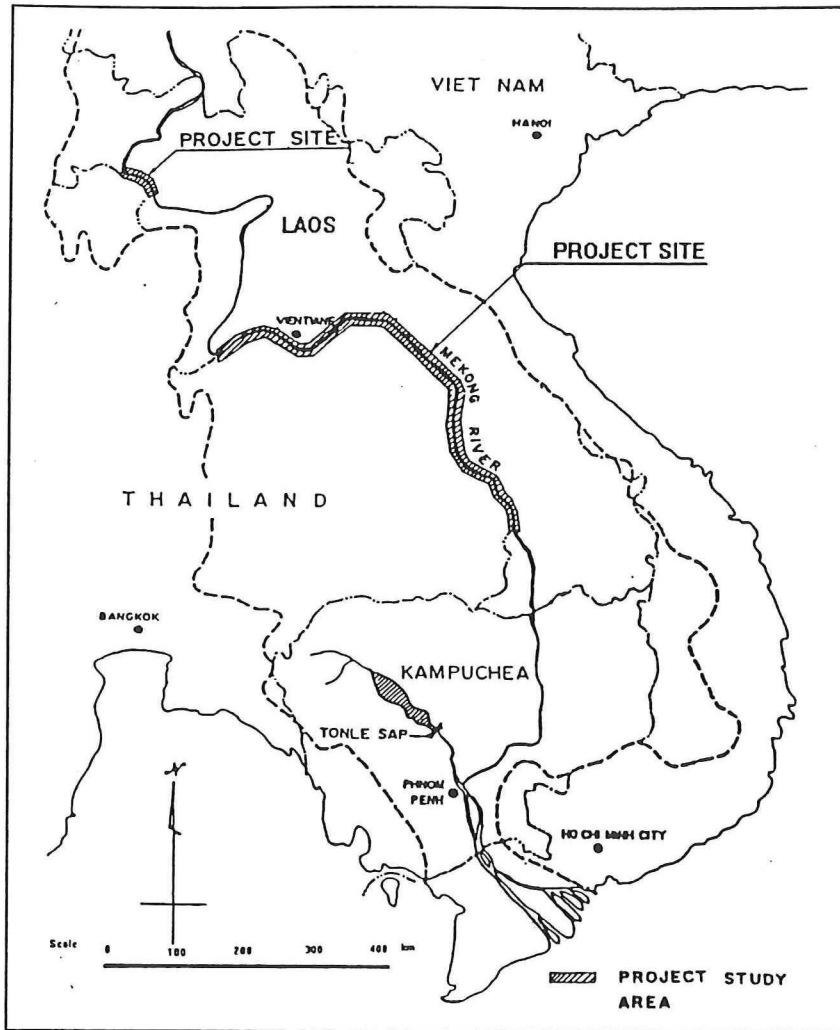 VIET NAM
HANOI
PROJECT SITE
LAOS
PROJECT SITE
VIENTIANE
MEKONG
RIVER
THAILAND
BANGKOK
KAMPUCHEA
TONLE SAP
PHNOM
PENH
HO CHI MINH CITY
N
Scale 0 100 200 300 400 km
PROJECT STUDY
AREA